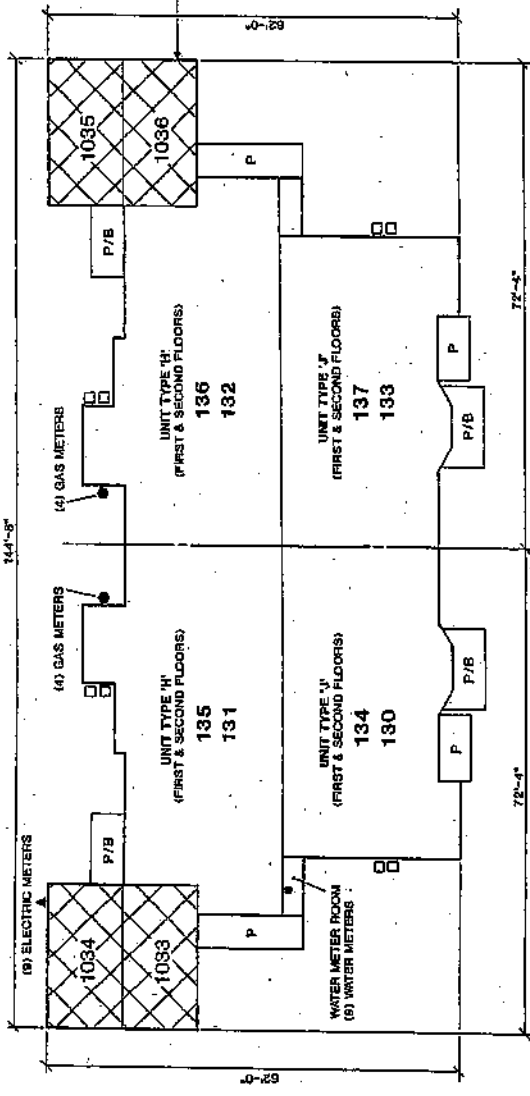 144'-8"
(9) ELECTRIC METERS
(4) GAS METERS
(4) GAS METERS
62'-0"
62'-0"
1034
1033
P/B
P/B
1035
1036
UNIT TYPE 'H'
(FIRST & SECOND FLOORS)
135
131
UNIT TYPE 'H'
(FIRST & SECOND FLOORS)
136
132
P
P
WATER METER ROOM
WATER METERS
UNIT TYPE 'J'
(FIRST & SECOND FLOORS)
134
130
UNIT TYPE 'J'
(FIRST & SECOND FLOORS)
137
133
P
P/B
P/B
P
72'-4"
72'-4"